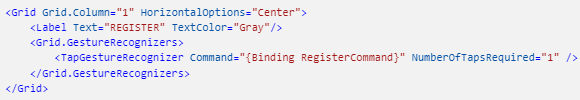 <Grid Grid.Column="1" HorizontalOptions="Center">
    <Label Text="REGISTER" TextColor="Gray"/>
    <Grid.GestureRecognizers>
        <TapGestureRecognizer Command="{Binding RegisterCommand}" NumberOfTapsRequired="1" />
    </Grid.GestureRecognizers>
</Grid>